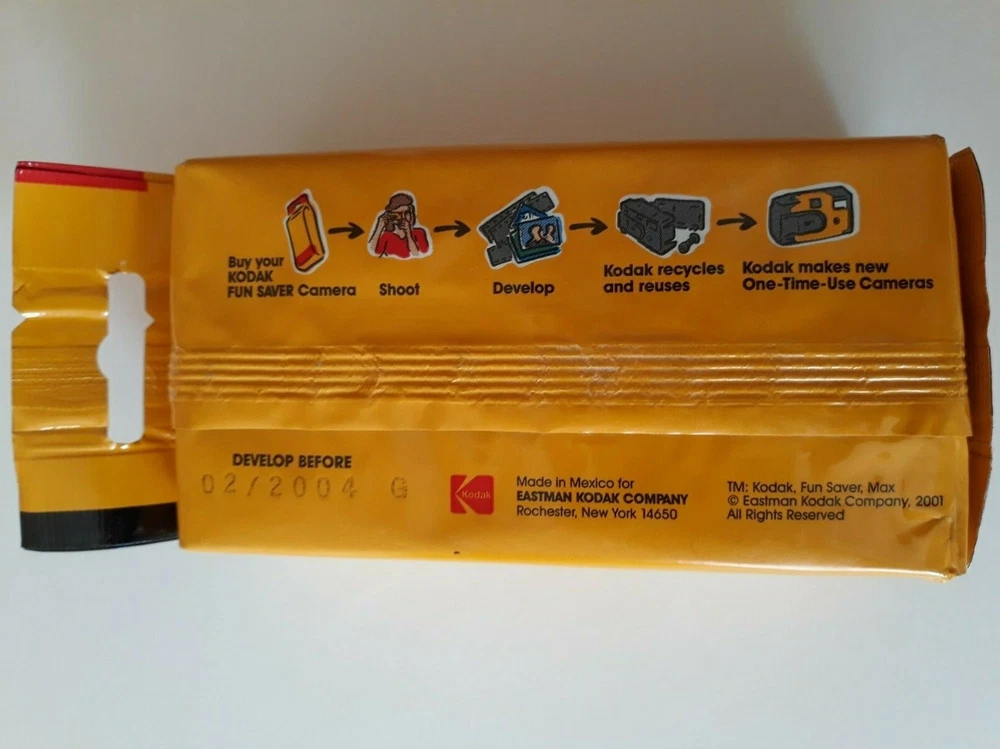 Buy your
KODAK
FUN SAVER Camera
Shoot
Develop
Kodak recycles
and reuses
Kodak makes new
One-Time-Use Cameras
DEVELOP BEFORE
02/2004 G
Kodak
Made in Mexico for
EASTMAN KODAK COMPANY
Rochester, New York 14650
TM: Kodak, Fun Saver, Max
© Eastman Kodak Company, 2001
All Rights Reserved